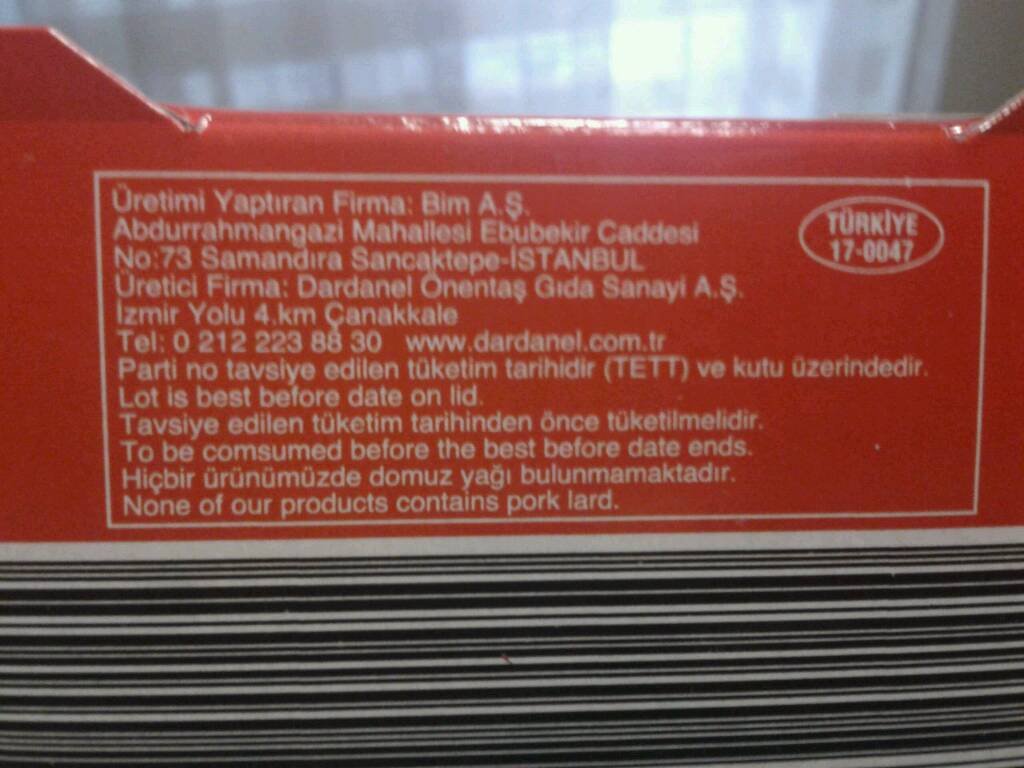 Üretimi Yaptıran Firma: Bim A.Ş.
Abdurrahmangazi Mahallesi Ebubekir Caddesi
No:73 Samandıra Sancaktepe-İSTANBUL
Üretici Firma: Dardanel Önentaş Gıda Sanayi A.Ş.
İzmir Yolu 4.km Çanakkale
Tel: 0 212 223 88 30 www.dardanel.com.tr
Parti no tavsiye edilen tüketim tarihidir (TETT) ve kutu üzerindedir.
Lot is best before date on lid.
Tavsiye edilen tüketim tarihinden önce tüketilmelidir.
To be comsumed before the best before date ends.
Hiçbir ürünümüzde domuz yağı bulunmamaktadır.
None of our products contains pork lard.
TÜRKİYE
17-0047